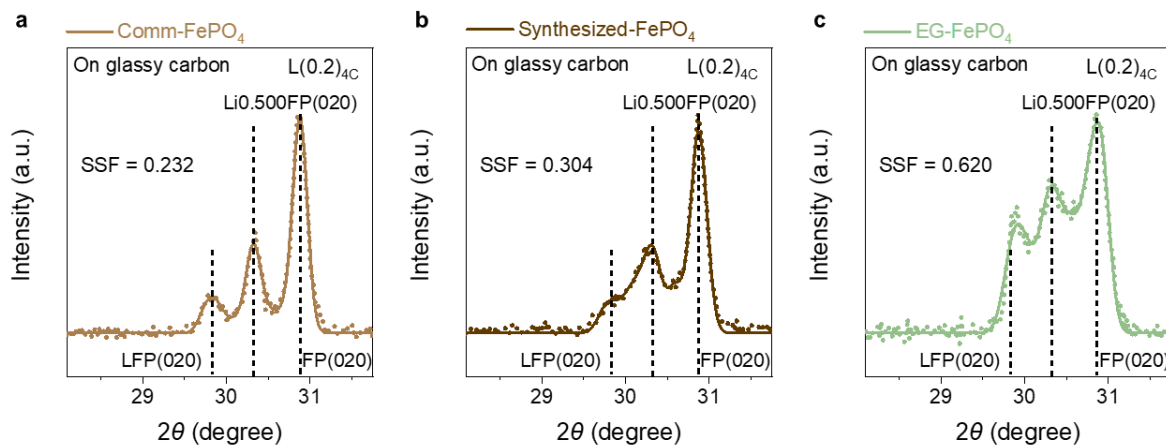 a
Comm-FePO₄
On glassy carbon
L(0.2)₄C
Li0.500FP(020)
SSF = 0.232
LFP(020)
FP(020)
Intensity (a.u.)
29
30
31
2θ (degree)
b
Synthesized-FePO₄
On glassy carbon
L(0.2)₄C
Li0.500FP(020)
SSF = 0.304
LFP(020)
FP(020)
Intensity (a.u.)
29
30
31
2θ (degree)
c
EG-FePO₄
On glassy carbon
L(0.2)₄C
Li0.500FP(020)
SSF = 0.620
LFP(020)
FP(020)
Intensity (a.u.)
29
30
31
2θ (degree)